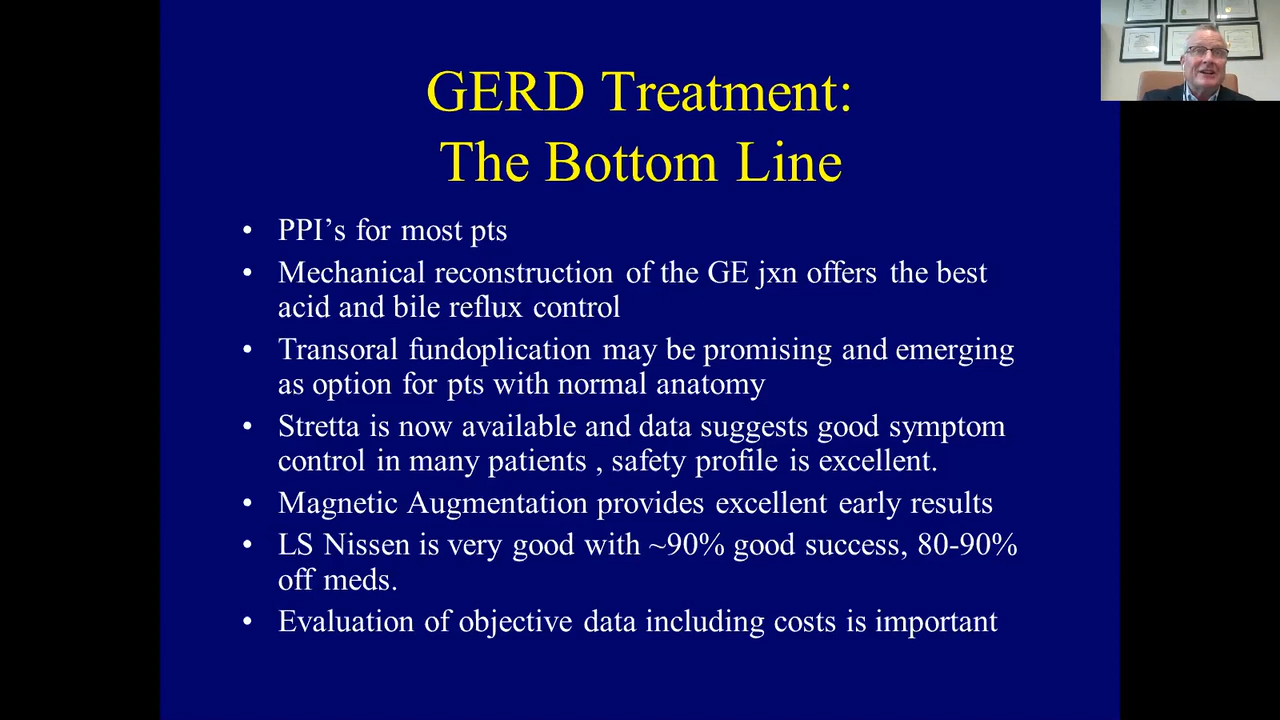 GERD Treatment:
The Bottom Line
• PPI’s for most pts
• Mechanical reconstruction of the GE jxn offers the best
acid and bile reflux control
• Transoral fundoplication may be promising and emerging
as option for pts with normal anatomy
• Stretta is now available and data suggests good symptom
control in many patients , safety profile is excellent.
• Magnetic Augmentation provides excellent early results
• LS Nissen is very good with ~90% good success, 80-90%
off meds.
• Evaluation of objective data including costs is important